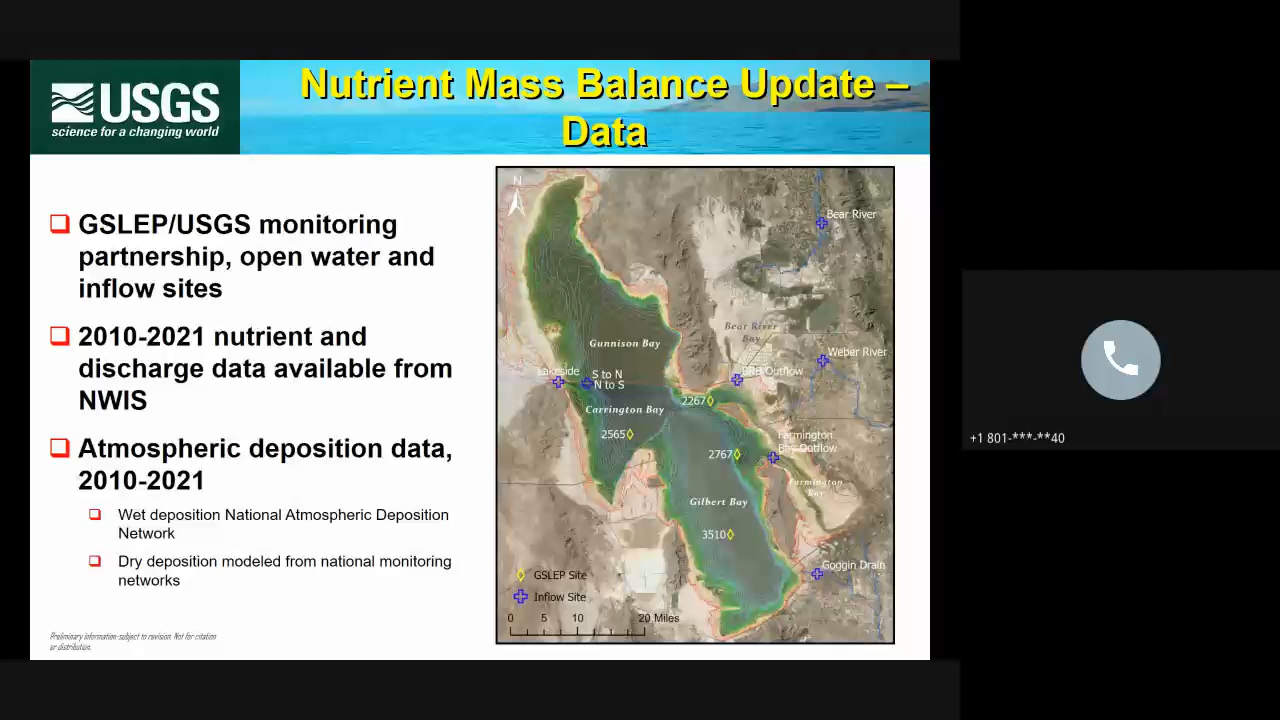 USGS
science for a changing world
Nutrient Mass Balance Update –
Data
GSLEP/USGS monitoring
partnership, open water and
inflow sites
2010-2021 nutrient and
discharge data available from
NWIS
Atmospheric deposition data,
2010-2021
Wet deposition National Atmospheric Deposition
Network
Dry deposition modeled from national monitoring
networks
Preliminary information-subject to revision. Not for citation
or distribution.
N
Bear River
Bear River
Bay
Gunnison Bay
Weber River
Lakeside
S to N
N to S
BRB Outflow
2267
Carrington Bay
2565
Farmington
Bay Outflow
2767
Farmington
Bay
Gilbert Bay
3510
Goggin Drain
GSLEP Site
Inflow Site
0 5 10 20 Miles
+1 801-***-**40